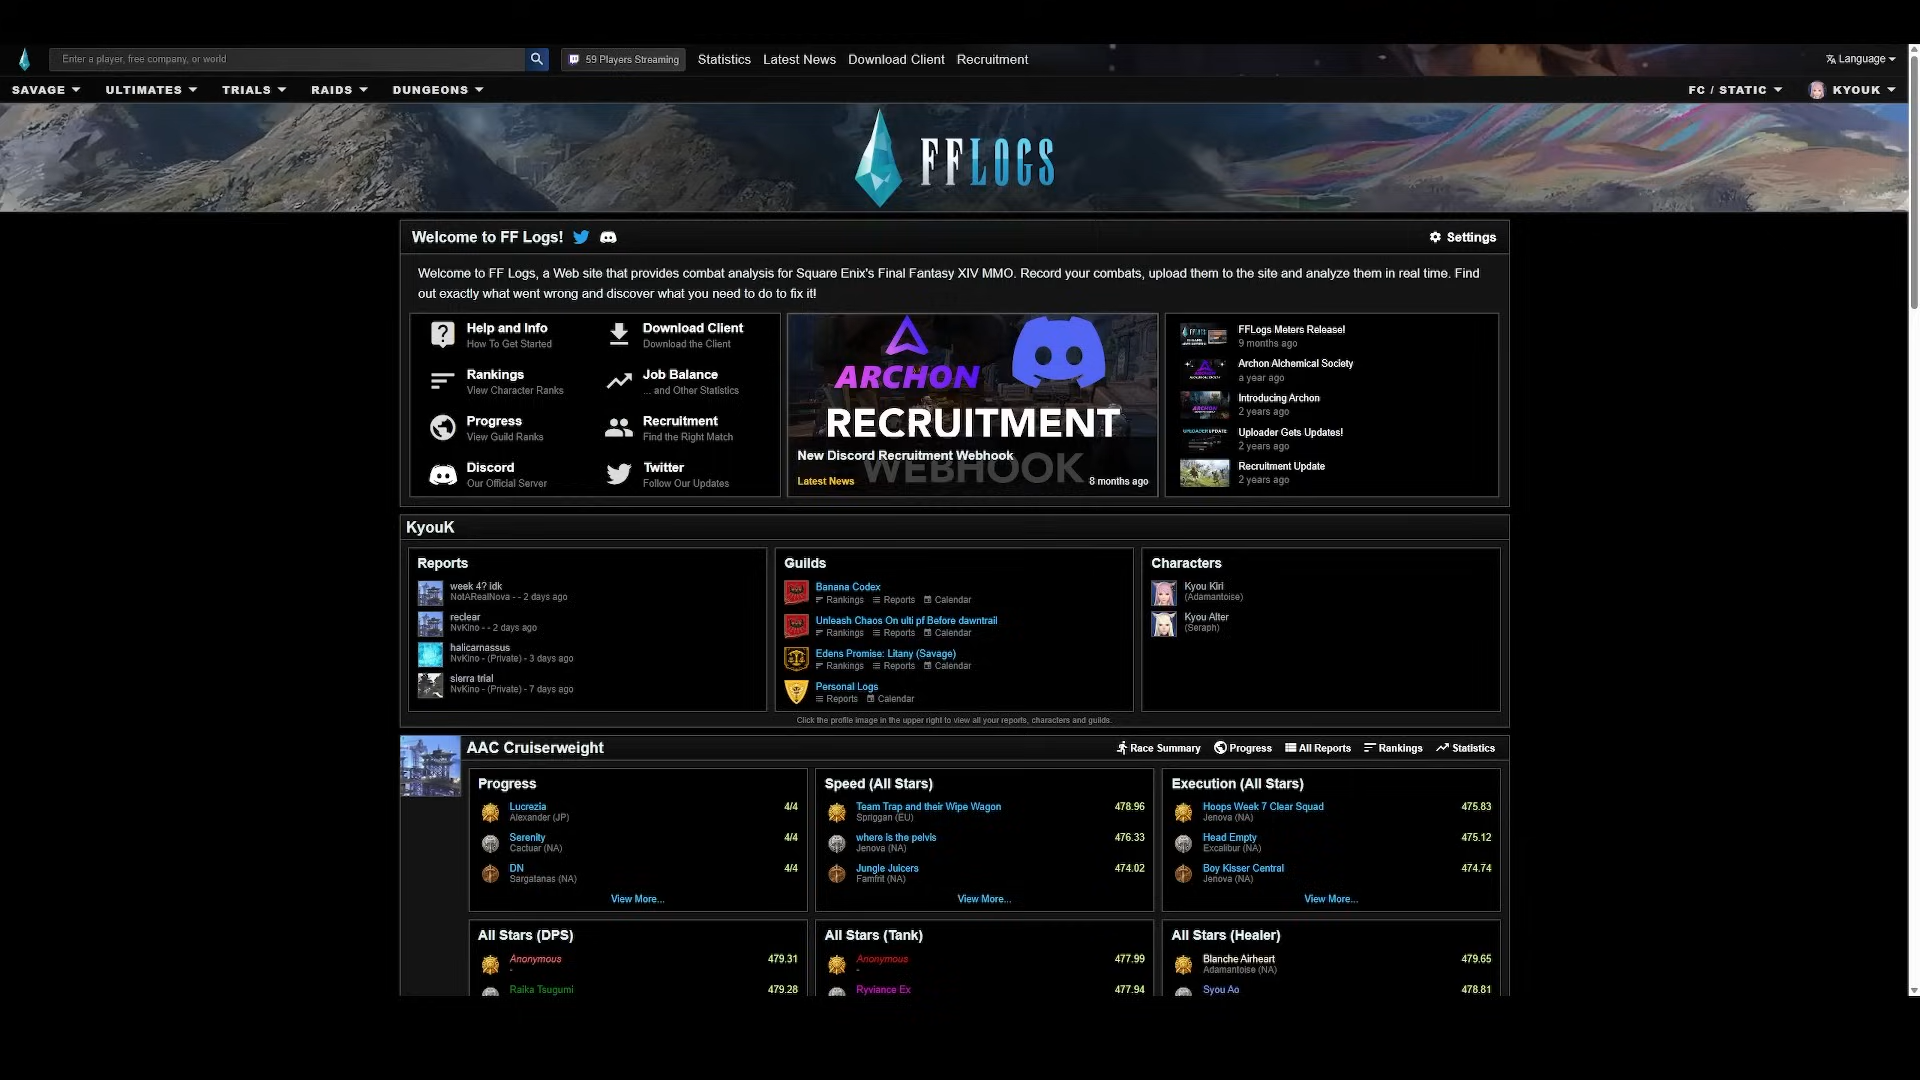 Enter a player, free company, or world
59 Players Streaming
Statistics
Latest News
Download Client
Recruitment
Language
SAVAGE
ULTIMATES
TRIALS
RAIDS
DUNGEONS
FC / STATIC
KYOUK
FFLOGS
Welcome to FF Logs!
Settings
Welcome to FF Logs, a Web site that provides combat analysis for Square Enix's Final Fantasy XIV MMO. Record your combats, upload them to the site and analyze them in real time. Find
out exactly what went wrong and discover what you need to do to fix it!
Help and Info
How To Get Started
Download Client
Download the Client
Rankings
View Character Ranks
Job Balance
... and Other Statistics
Progress
View Guild Ranks
Recruitment
Find the Right Match
Discord
Our Official Server
Twitter
Follow Our Updates
ARCHON
RECRUITMENT
WEBHOOK
New Discord Recruitment Webhook
Latest News
8 months ago
FFLogs Meters Release!
9 months ago
Archon Alchemical Society
a year ago
Introducing Archon
2 years ago
Uploader Gets Updates!
2 years ago
Recruitment Update
2 years ago
KyouK
Reports
week 4? idk
NotARealNova - - 2 days ago
reclear
NvKino - - 2 days ago
halicarnassus
NvKino - (Private) - 3 days ago
sierra trial
NvKino - (Private) - 7 days ago
Guilds
Banana Codex
Rankings Reports Calendar
Unleash Chaos On ulti pf Before dawntrail
Rankings Reports Calendar
Edens Promise: Litany (Savage)
Rankings Reports Calendar
Personal Logs
Reports Calendar
Characters
Kyou Kiri
(Adamantoise)
Kyou Alter
(Seraph)
Click the profile image in the upper right to view all your reports, characters and guilds.
AAC Cruiserweight
Race Summary
Progress
All Reports
Rankings
Statistics
Progress
Lucrezia 4/4
Alexander (JP)
Serenity 4/4
Cactuar (NA)
DN 4/4
Sargatanas (NA)
View More...
Speed (All Stars)
Team Trap and their Wipe Wagon 478.96
Spriggan (EU)
where is the pelvis 476.33
Jenova (NA)
Jungle Juicers 474.02
Famfrit (NA)
View More...
Execution (All Stars)
Hoops Week 7 Clear Squad 475.83
Jenova (NA)
Head Empty 475.12
Excalibur (NA)
Boy Kisser Central 474.74
Jenova (NA)
View More...
All Stars (DPS)
Anonymous 479.31
-
Raika Tsugumi 479.28
All Stars (Tank)
Anonymous 477.99
-
Ryviance Ex 477.94
All Stars (Healer)
Blanche Airheart 479.65
Adamantoise (NA)
Syou Ao 478.81